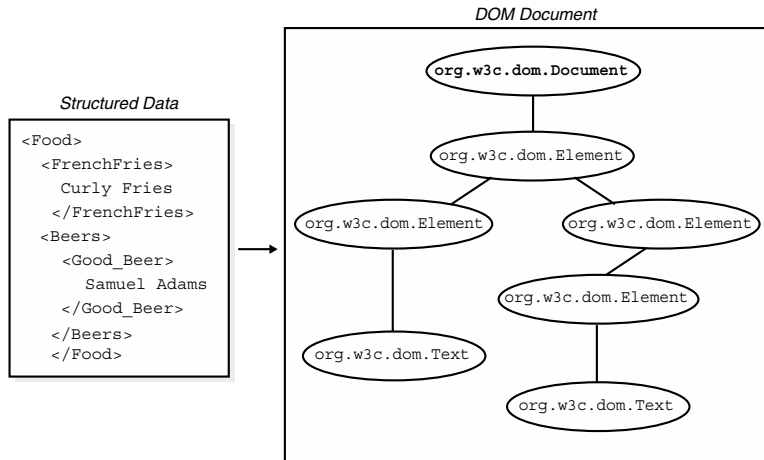 DOM Document
org.w3c.dom.Document
Structured Data
<Food>
<FrenchFries>
Curly Fries
</FrenchFries>
<Beers>
<Good_Beer>
Samuel Adams
</Good_Beer>
</Beers>
</Food>
org.w3c.dom.Element
org.w3c.dom.Element
org.w3c.dom.Element
org.w3c.dom.Element
org.w3c.dom.Text
org.w3c.dom.Text